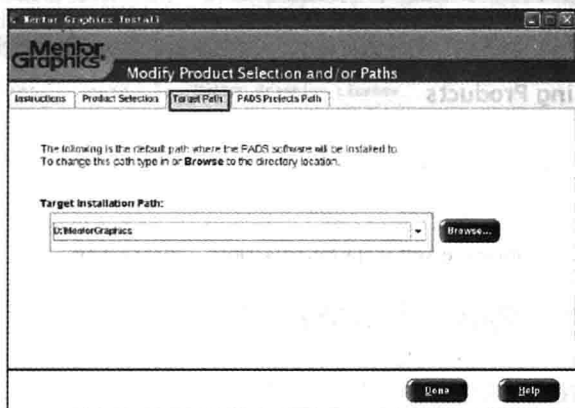 Mentor Graphics Install
Mentor
Graphics
Modify Product Selection and/or Paths
Instructions
Product Selection
Target Path
PADS Projects Path
The following is the default path where the PADS software will be installed to.
To change this path type in or Browse to the directory location.
Target Installation Path:
D:\MentorGraphics
Browse...
Done
Help